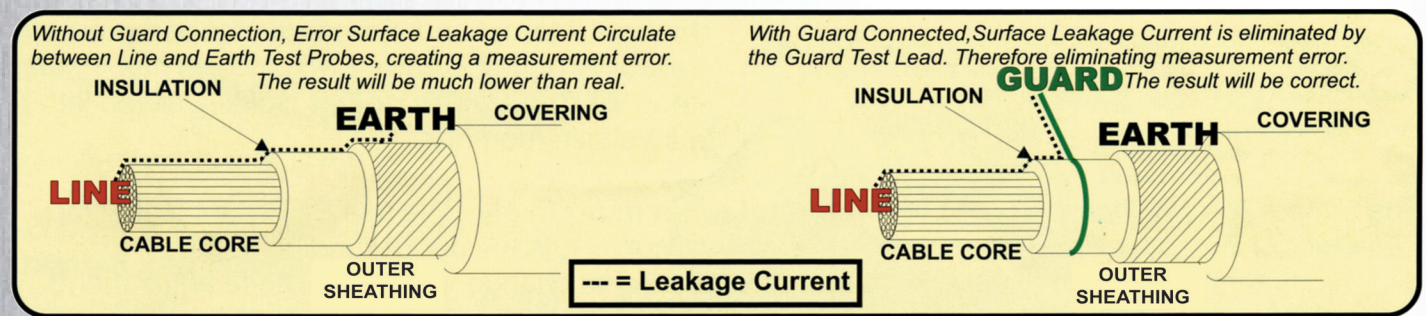 Without Guard Connection, Error Surface Leakage Current Circulate
between Line and Earth Test Probes, creating a measurement error.
The result will be much lower than real.
INSULATION
EARTH
COVERING
LINE
CABLE CORE
OUTER
SHEATHING
With Guard Connected,Surface Leakage Current is eliminated by
the Guard Test Lead. Therefore eliminating measurement error.
GUARD
The result will be correct.
INSULATION
EARTH
COVERING
LINE
CABLE CORE
OUTER
SHEATHING
--- = Leakage Current